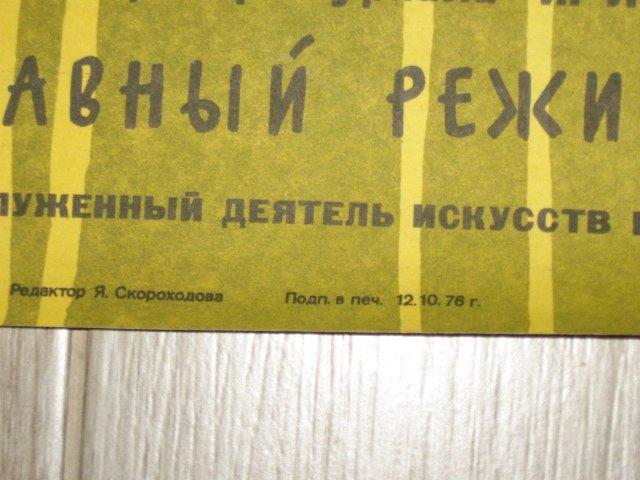 АВНЫЙ РЕЖИ
ЛУЖЕННЫЙ ДЕЯТЕЛЬ ИСКУССТВ
Редактор Я. Скороходова Подп. в печ. 12.10.76 г.